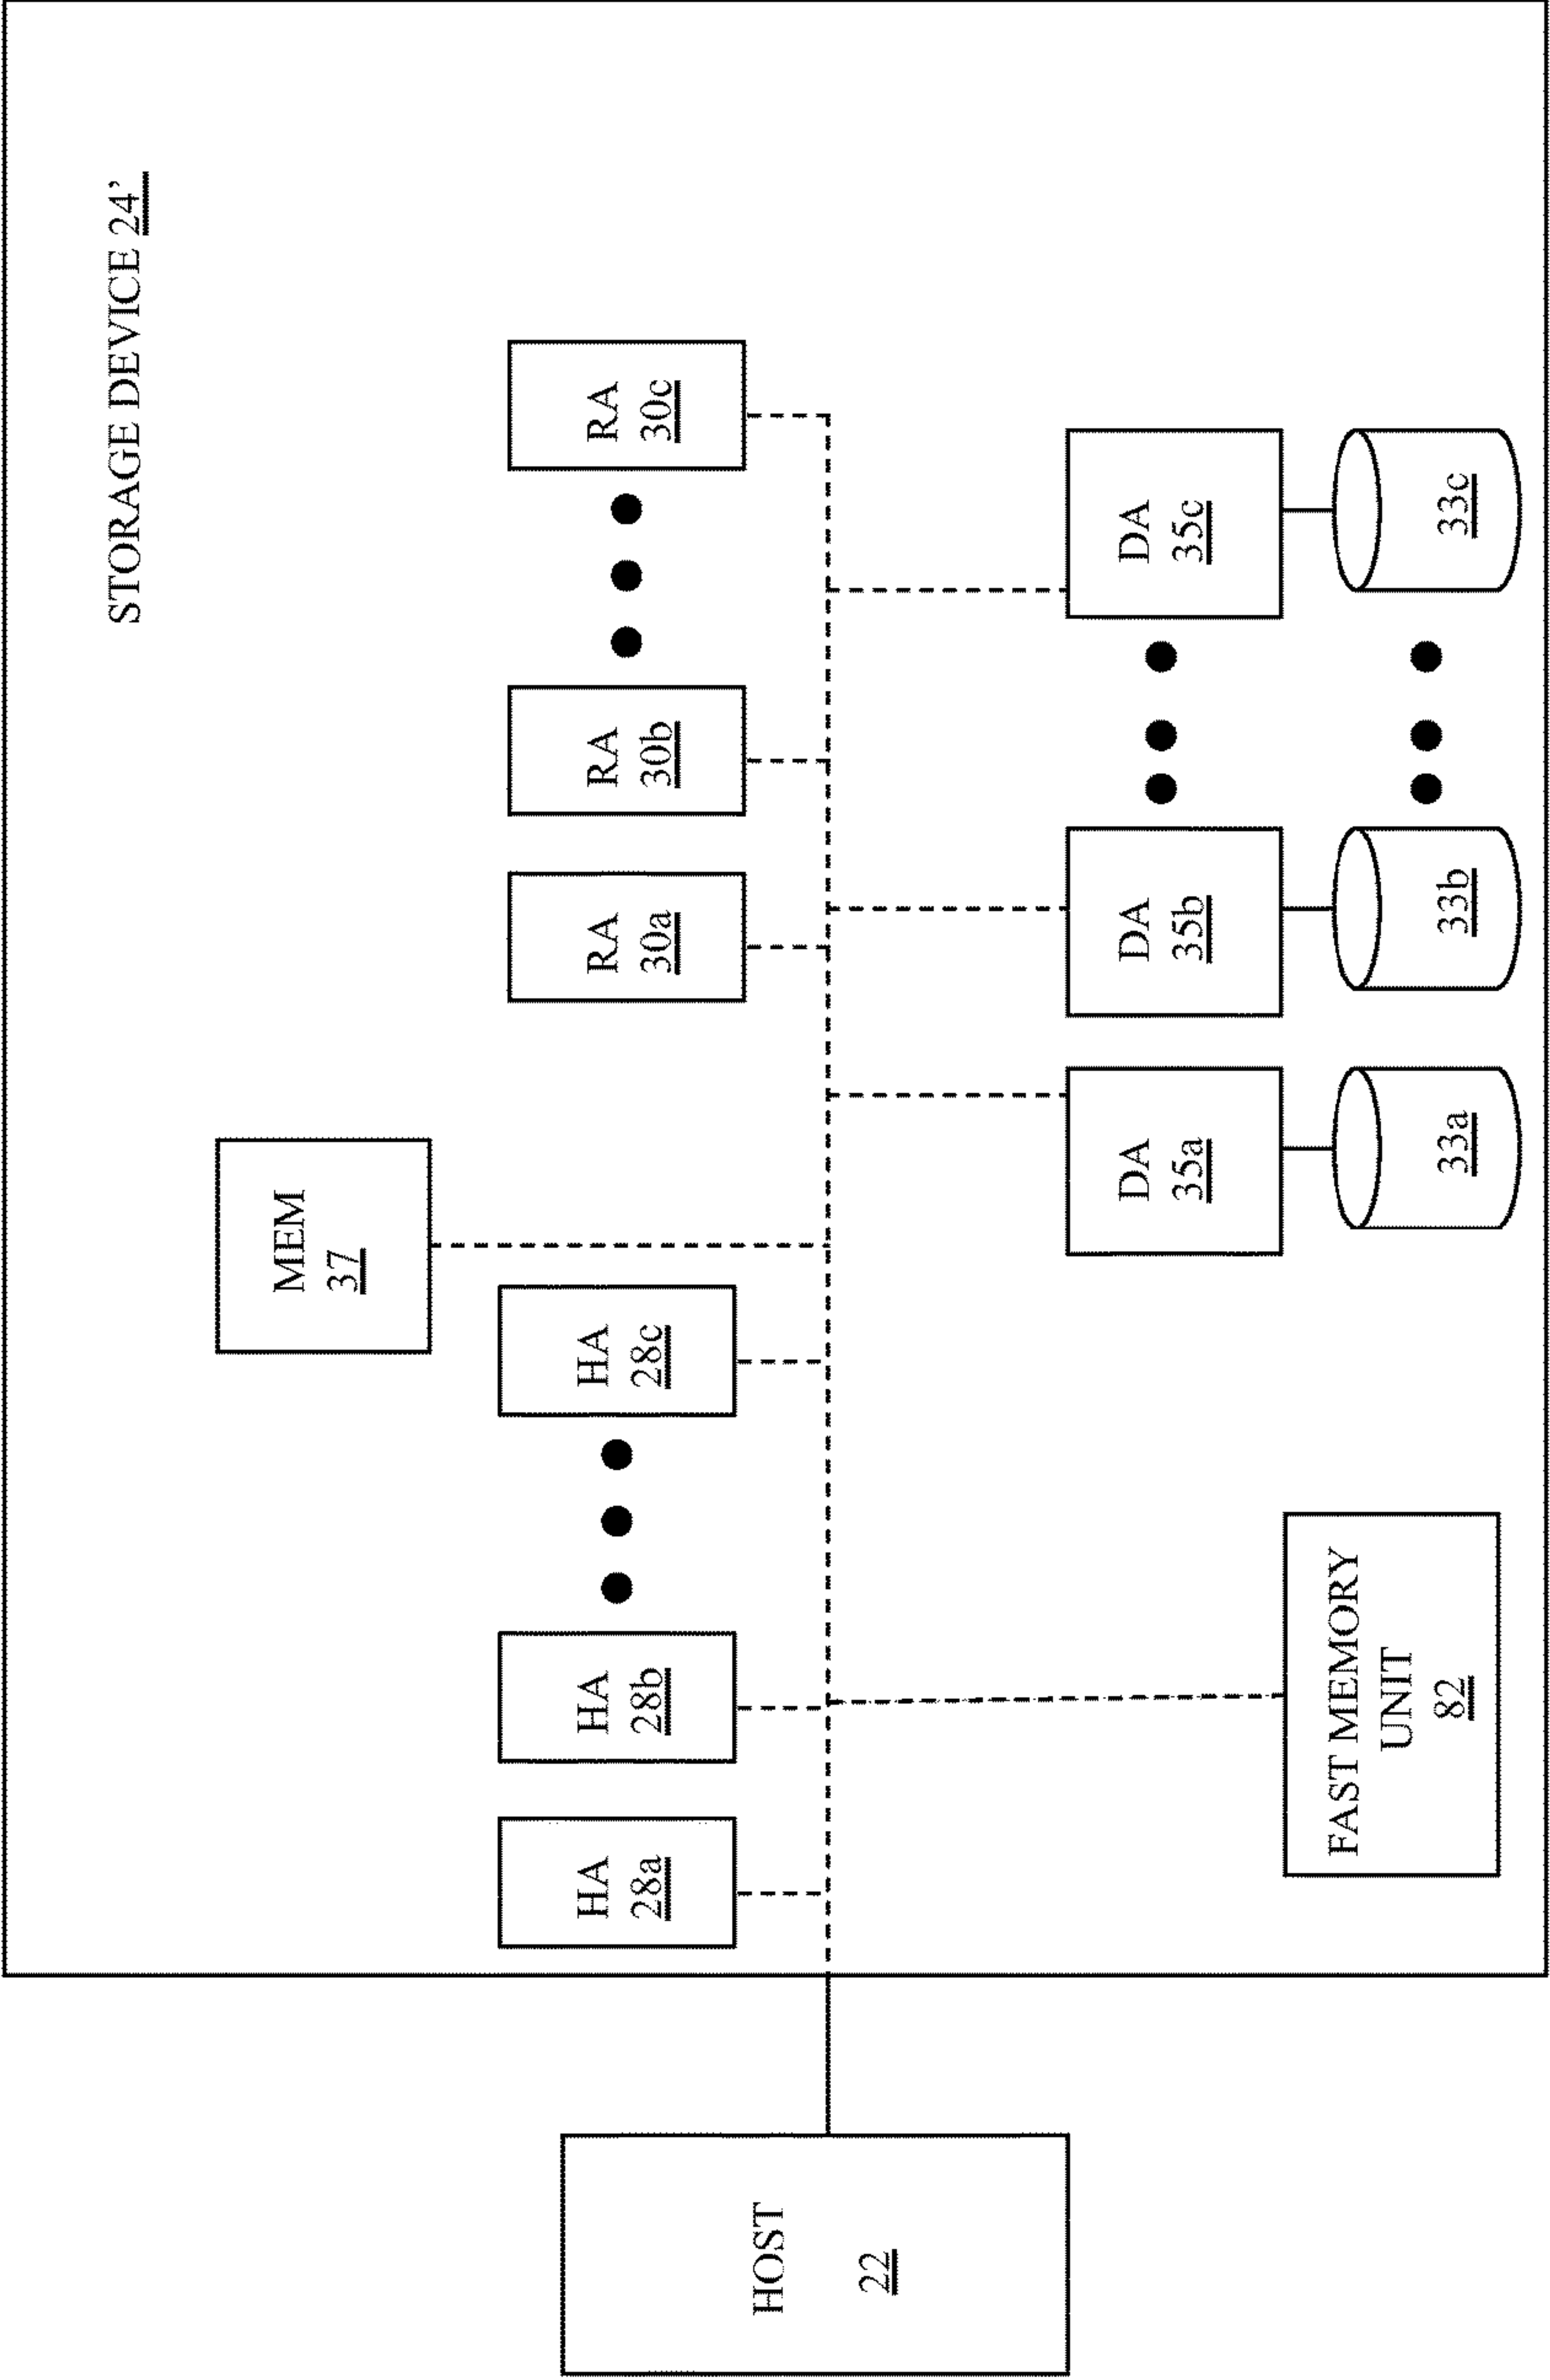 STORAGE DEVICE 24’
MEM
37
HA
28a
HA
28b
HA
28c
RA
30a
RA
30b
RA
30c
HOST
22
DA
35a
DA
35b
DA
35c
FAST MEMORY
UNIT
82
33a
33b
33c